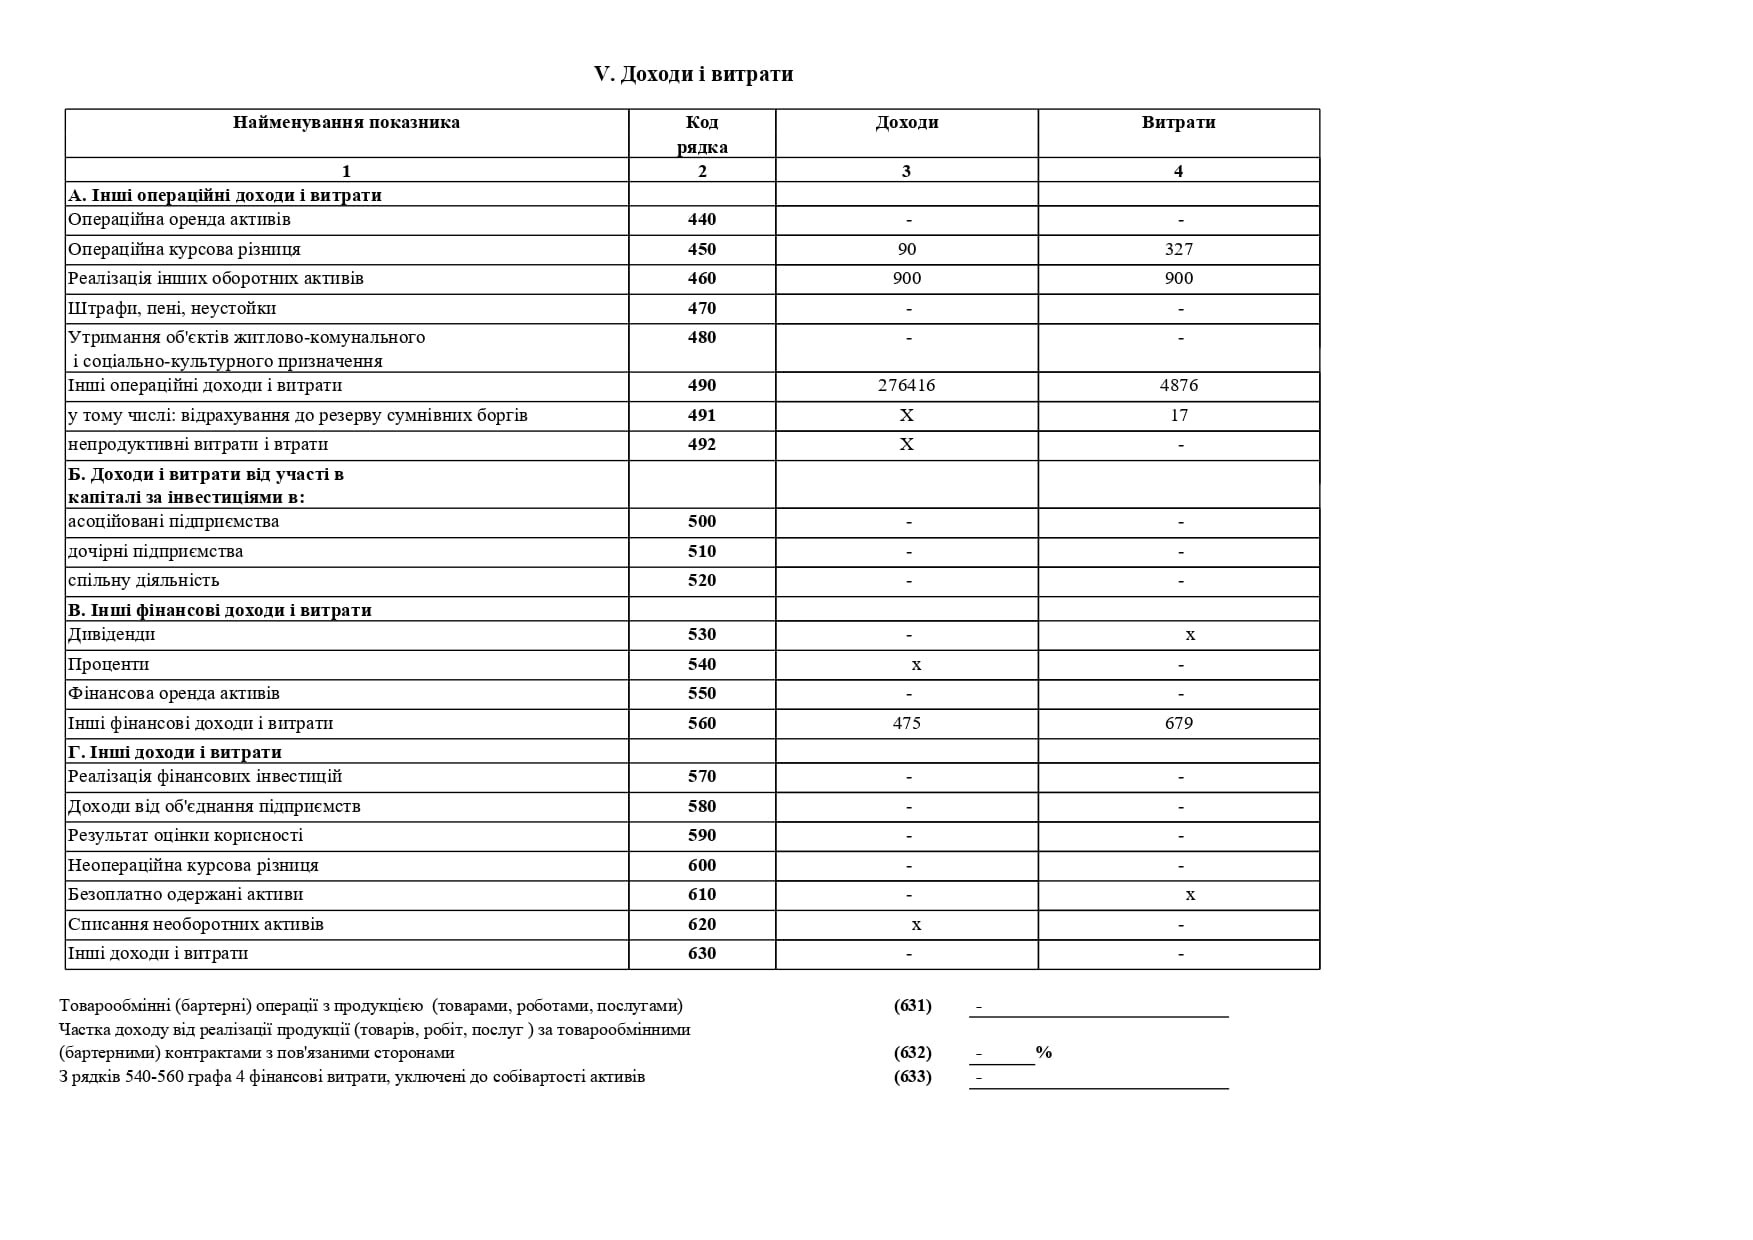 V. Доходи і витрати
Найменування показника Код Доходи Витрати
рядка
1 2 3 4
А. Інші операційні доходи і витрати
Операційна оренда активів 440 - -
Операційна курсова різниця 450 90 327
Реалізація інших оборотних активів 460 900 900
Штрафи, пені, неустойки 470 - -
Утримання об'єктів житлово-комунального 480 - -
і соціально-культурного призначення
Інші операційні доходи і витрати 490 276416 4876
у тому числі: відрахування до резерву сумнівних боргів 491 X 17
непродуктивні витрати і втрати 492 X -
Б. Доходи і витрати від участі в
капіталі за інвестиціями в:
асоційовані підприємства 500 - -
дочірні підприємства 510 - -
спільну діяльність 520 - -
В. Інші фінансові доходи і витрати
Дивіденди 530 - х
Проценти 540 х -
Фінансова оренда активів 550 - -
Інші фінансові доходи і витрати 560 475 679
Г. Інші доходи і витрати
Реалізація фінансових інвестицій 570 - -
Доходи від об'єднання підприємств 580 - -
Результат оцінки корисності 590 - -
Неопераційна курсова різниця 600 - -
Безоплатно одержані активи 610 - х
Списання необоротних активів 620 х -
Інші доходи і витрати 630 - -
Товарообмінні (бартерні) операції з продукцією (товарами, роботами, послугами) (631) -
Частка доходу від реалізації продукції (товарів, робіт, послуг ) за товарообмінними
(бартерними) контрактами з пов'язаними сторонами (632) - %
З рядків 540-560 графа 4 фінансові витрати, уключені до собівартості активів (633) -